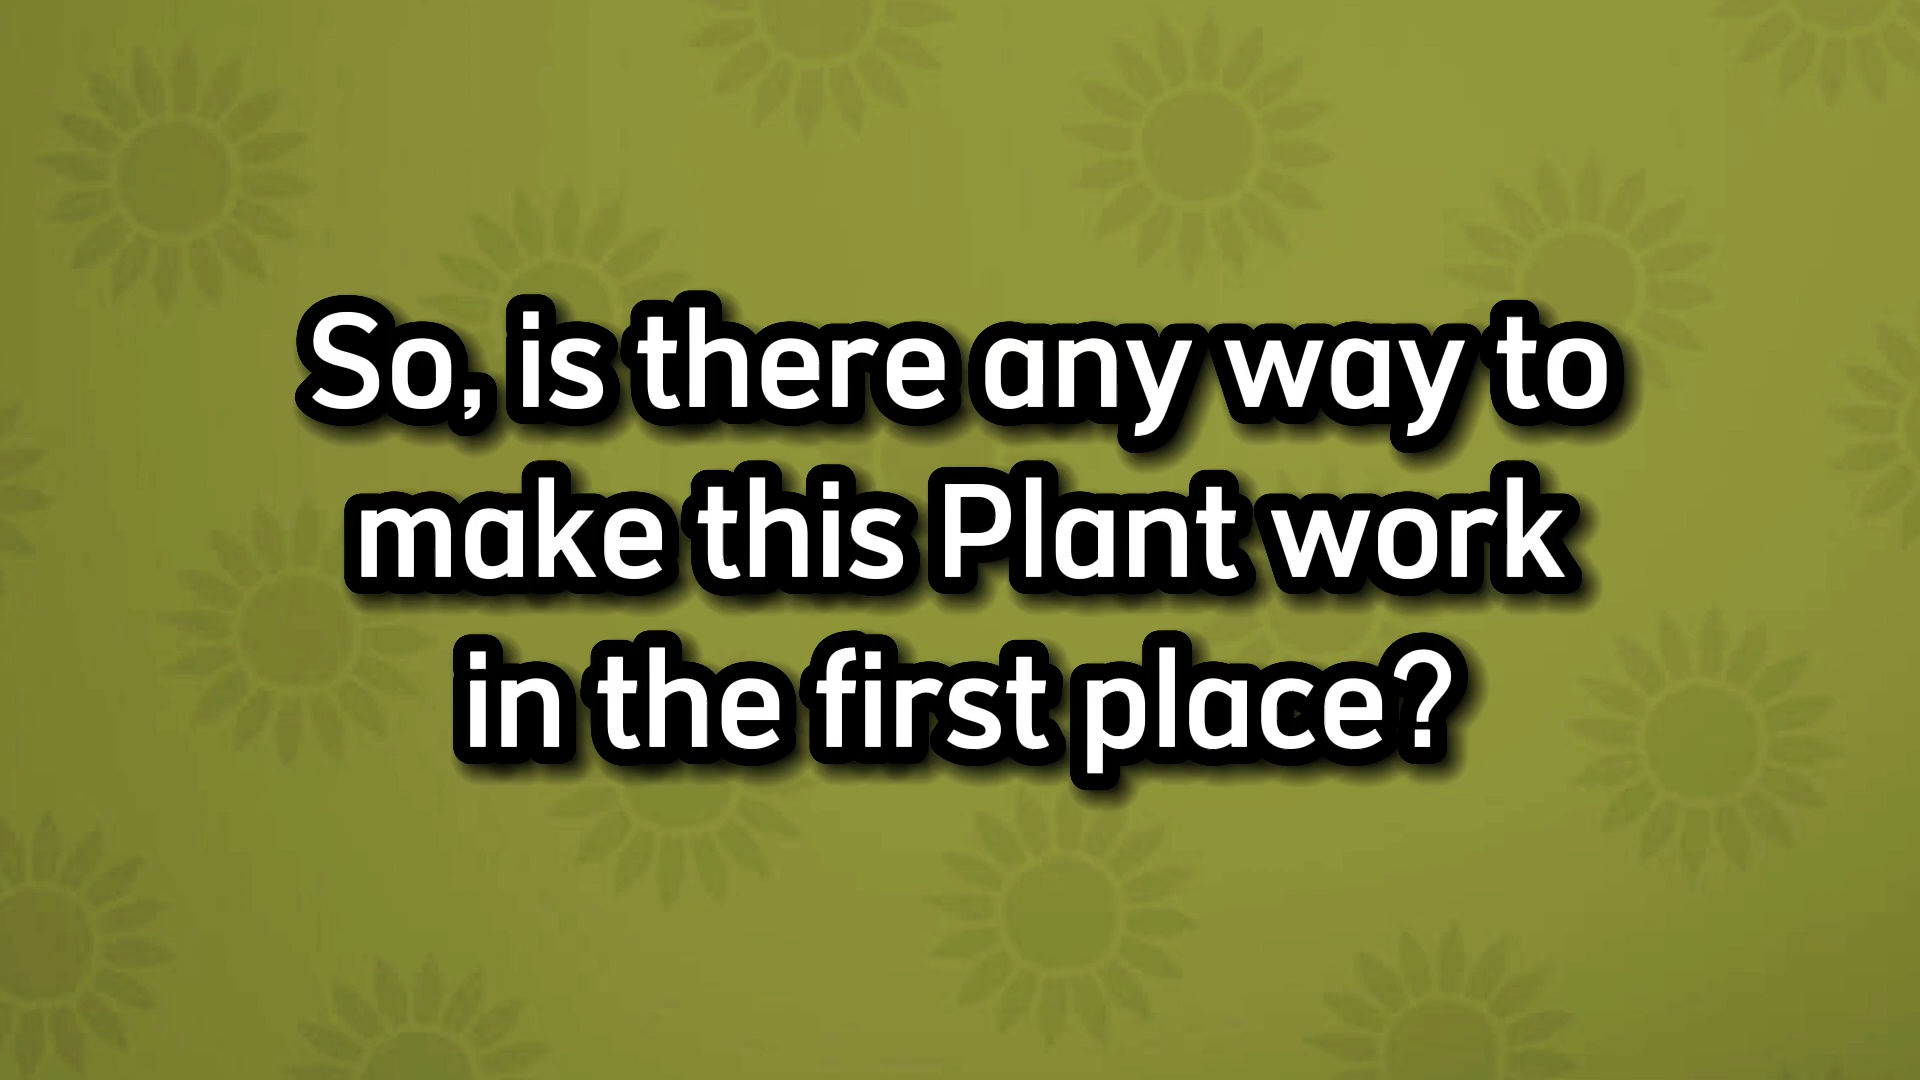 So, is there any way to
make this Plant work
in the first place?